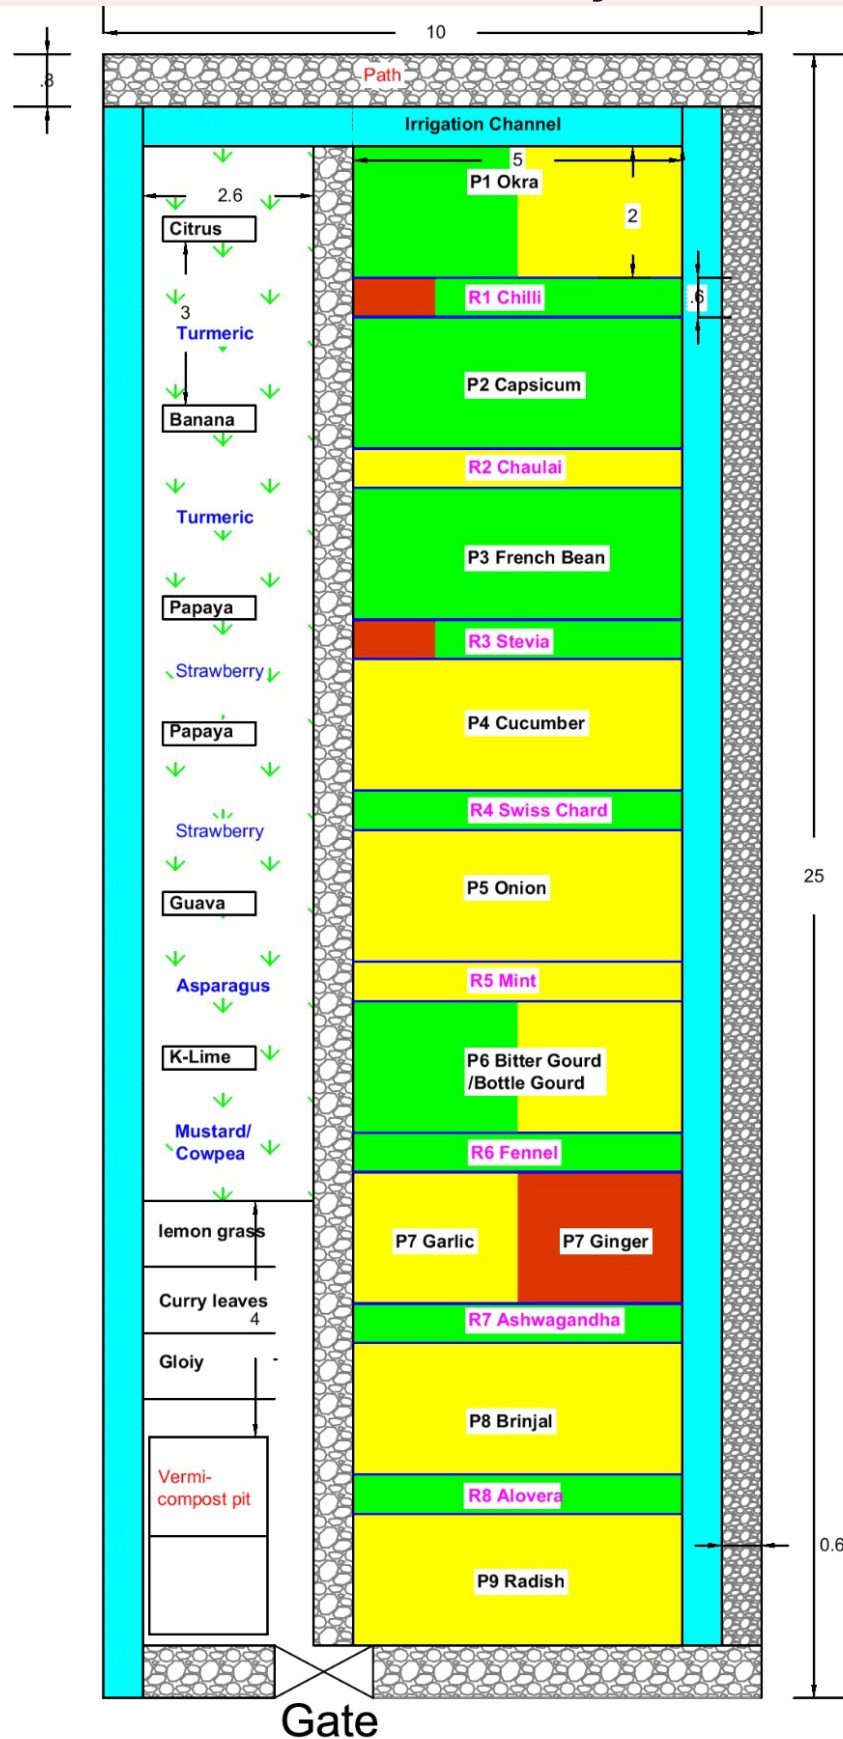 10
.8
Path
Irrigation Channel
5
P1 Okra
2.6
2
Citrus
R1 Chilli
.6
3
Turmeric
P2 Capsicum
Banana
R2 Chaulai
Turmeric
P3 French Bean
Papaya
R3 Stevia
Strawberry
P4 Cucumber
Papaya
R4 Swiss Chard
Strawberry
25
P5 Onion
Guava
R5 Mint
Asparagus
K-Lime
P6 Bitter Gourd
/Bottle Gourd
Mustard/
Cowpea
R6 Fennel
lemon grass
P7 Garlic
P7 Ginger
Curry leaves
4
R7 Ashwagandha
Gloiy
P8 Brinjal
Vermi-
compost pit
R8 Alovera
0.6
P9 Radish
Gate